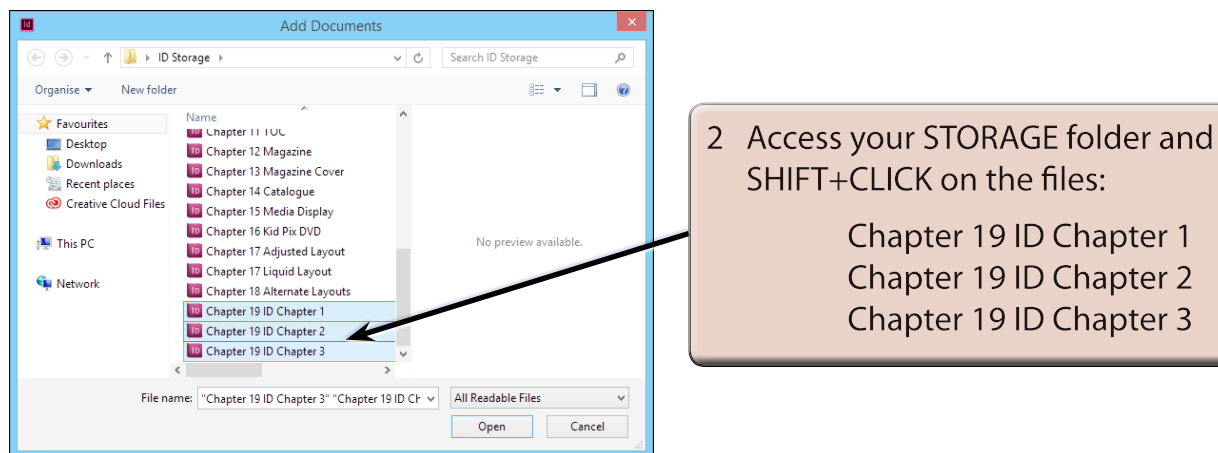 Add Documents
ID Storage
Search ID Storage
Organise
New folder
Favourites
Desktop
Downloads
Recent places
Creative Cloud Files
This PC
Network
Name
Chapter 11 TOC
Chapter 12 Magazine
Chapter 13 Magazine Cover
Chapter 14 Catalogue
Chapter 15 Media Display
Chapter 16 Kid Pix DVD
Chapter 17 Adjusted Layout
Chapter 17 Liquid Layout
Chapter 18 Alternate Layouts
Chapter 19 ID Chapter 1
Chapter 19 ID Chapter 2
Chapter 19 ID Chapter 3
No preview available.
File name: "Chapter 19 ID Chapter 3" "Chapter 19 ID Ch
All Readable Files
Open
Cancel
2 Access your STORAGE folder and
SHIFT+CLICK on the files:
Chapter 19 ID Chapter 1
Chapter 19 ID Chapter 2
Chapter 19 ID Chapter 3